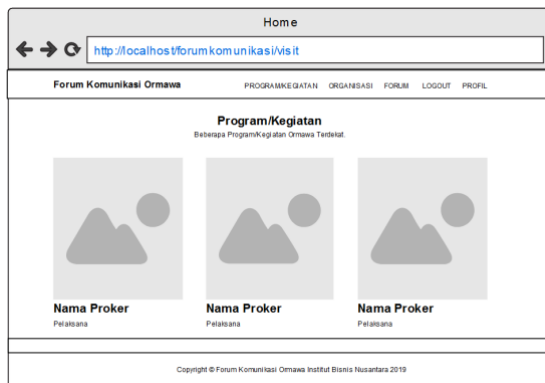 Home
http://localhost/forumkomunikasi/visit
Forum Komunikasi Ormawa
PROGRAM/KEGIATAN ORGANISASI FORUM LOGOUT PROFIL
Program/Kegiatan
Beberapa Program/Kegiatan Ormawa Terdekat.
Nama Proker Nama Proker Nama Proker
Pelaksana Pelaksana Pelaksana
Copyright © Forum Komunikasi Ormawa Institut Bisnis Nusantara 2019